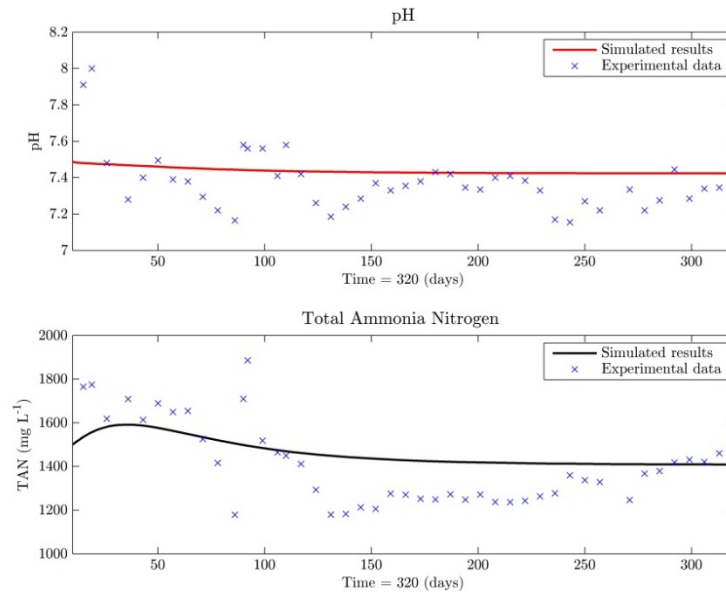 pH
8.2
8
7.8
7.6
7.4
7.2
7
pH
Simulated results
Experimental data
50 100 150 200 250 300
Time = 320 (days)
Total Ammonia Nitrogen
2000
1800
1600
1400
1200
1000
TAN (mg L⁻¹)
Simulated results
Experimental data
50 100 150 200 250 300
Time = 320 (days)